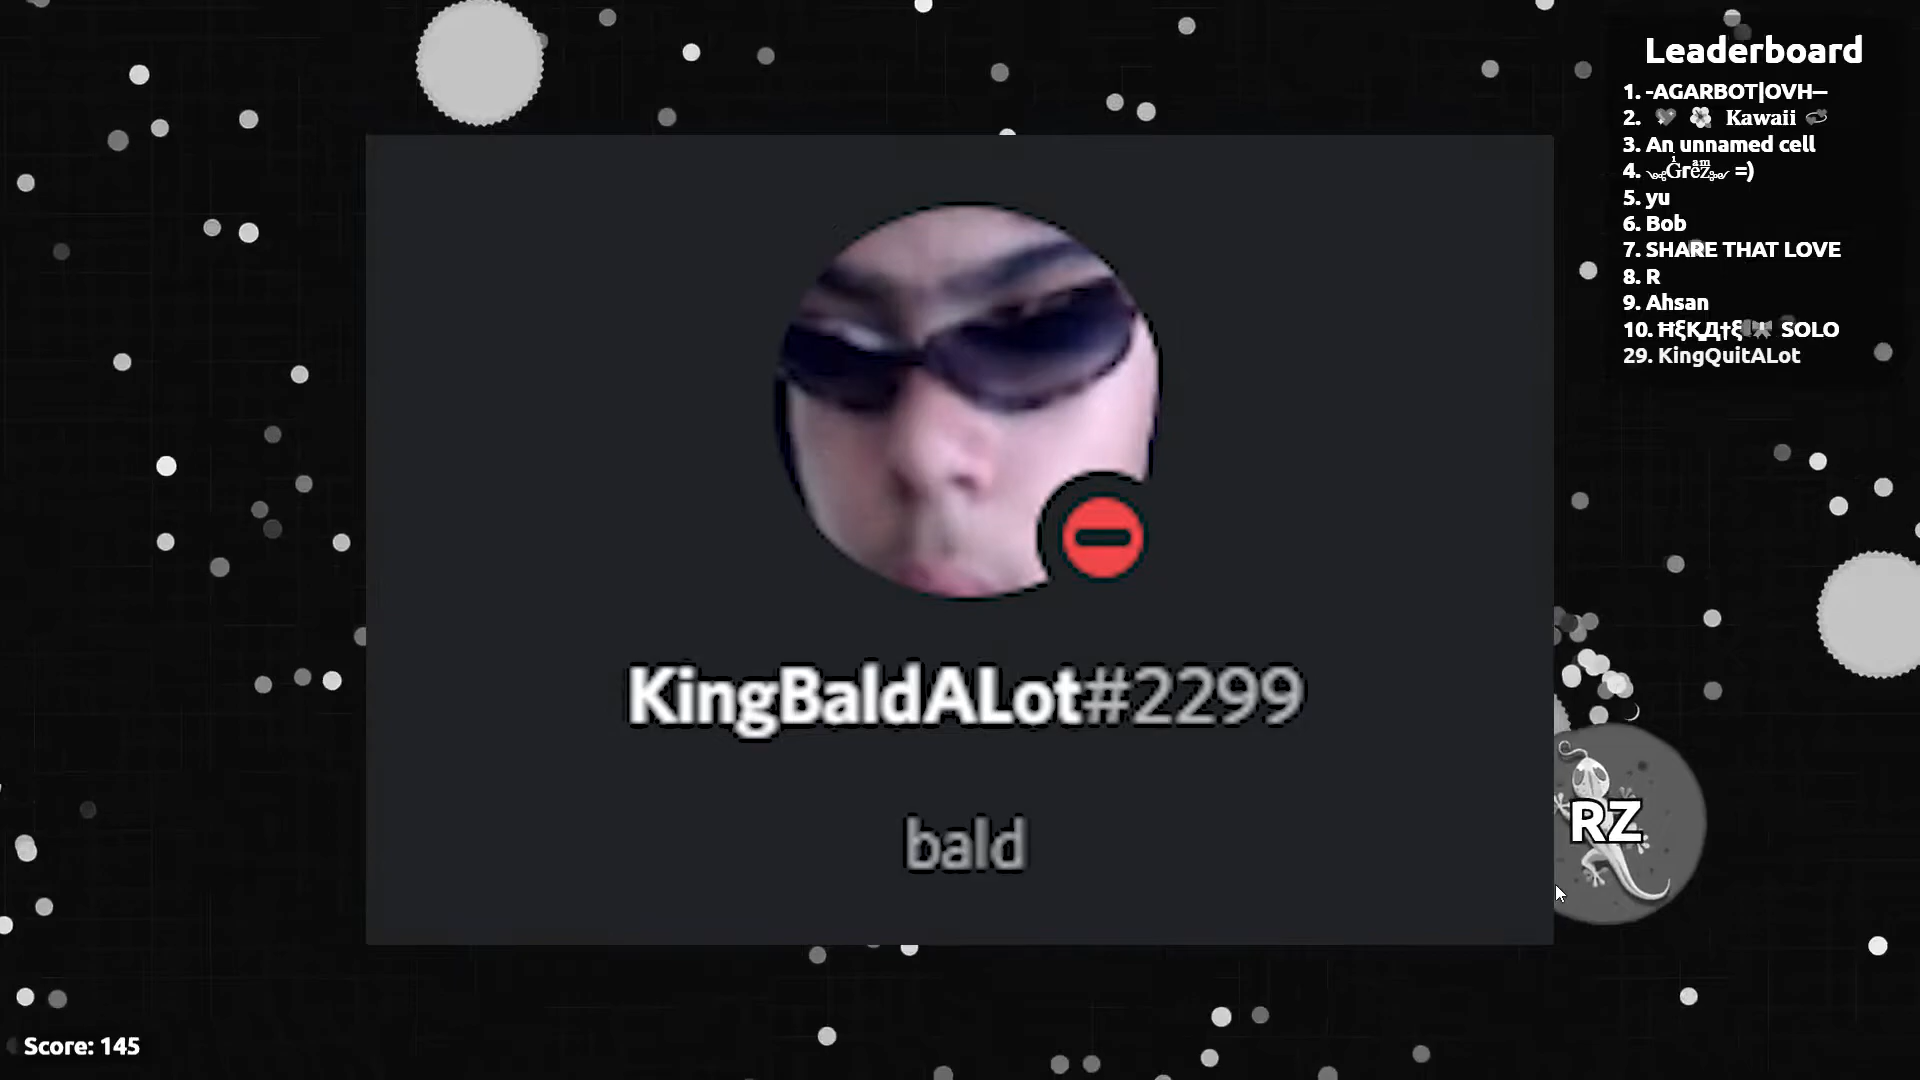 Leaderboard
1. -AGARBOT|OVH—
2. Kawaii
3. An unnamed cell
4. =)
5. yu
6. Bob
7. SHARE THAT LOVE
8. R
9. Ahsan
10. SOLO
29. KingQuitALot
KingBaldALot#2299
bald
RZ
Score: 145